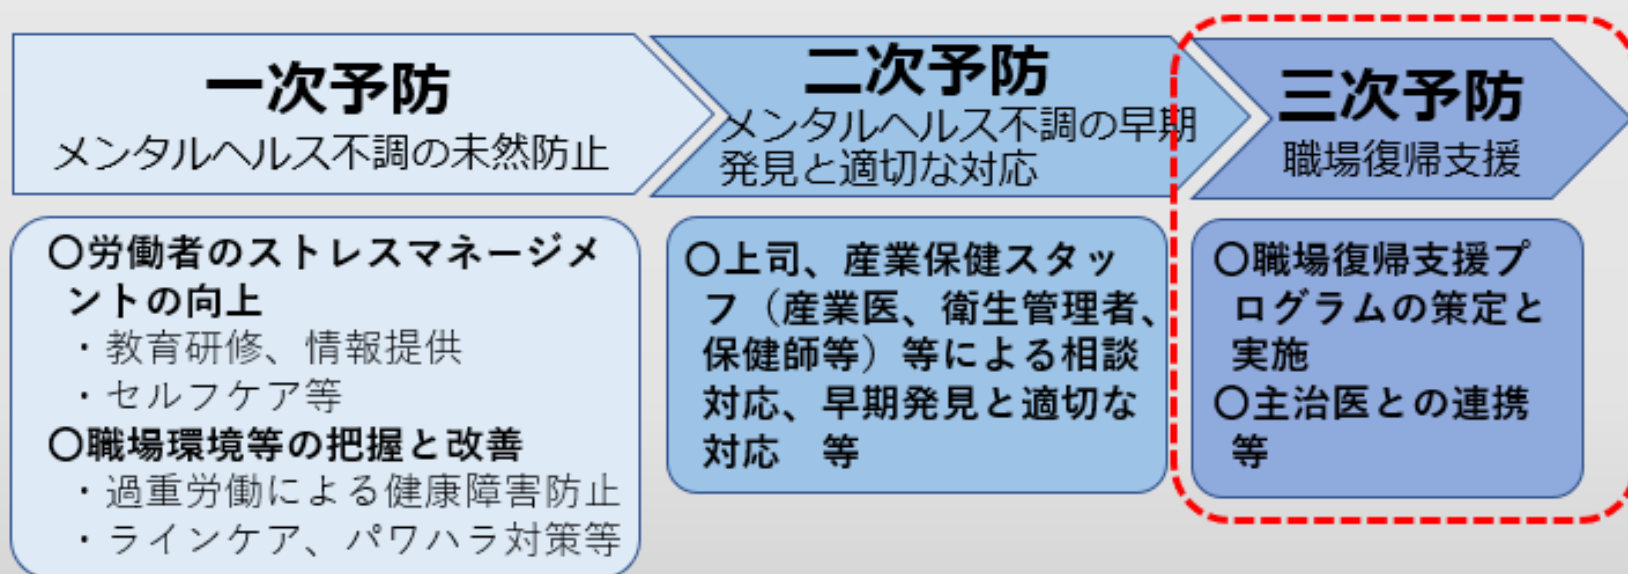 一次予防
メンタルヘルス不調の未然防止
〇労働者のストレスマネージメ
ントの向上
・教育研修、情報提供
・セルフケア等
〇職場環境等の把握と改善
・過重労働による健康障害防止
・ラインケア、パワハラ対策等
二次予防
メンタルヘルス不調の早期
発見と適切な対応
〇上司、産業保健スタッ
フ（産業医、衛生管理者、
保健師等）等による相談
対応、早期発見と適切な
対応　等
三次予防
職場復帰支援
〇職場復帰支援プ
ログラムの策定と
実施
〇主治医との連携
等